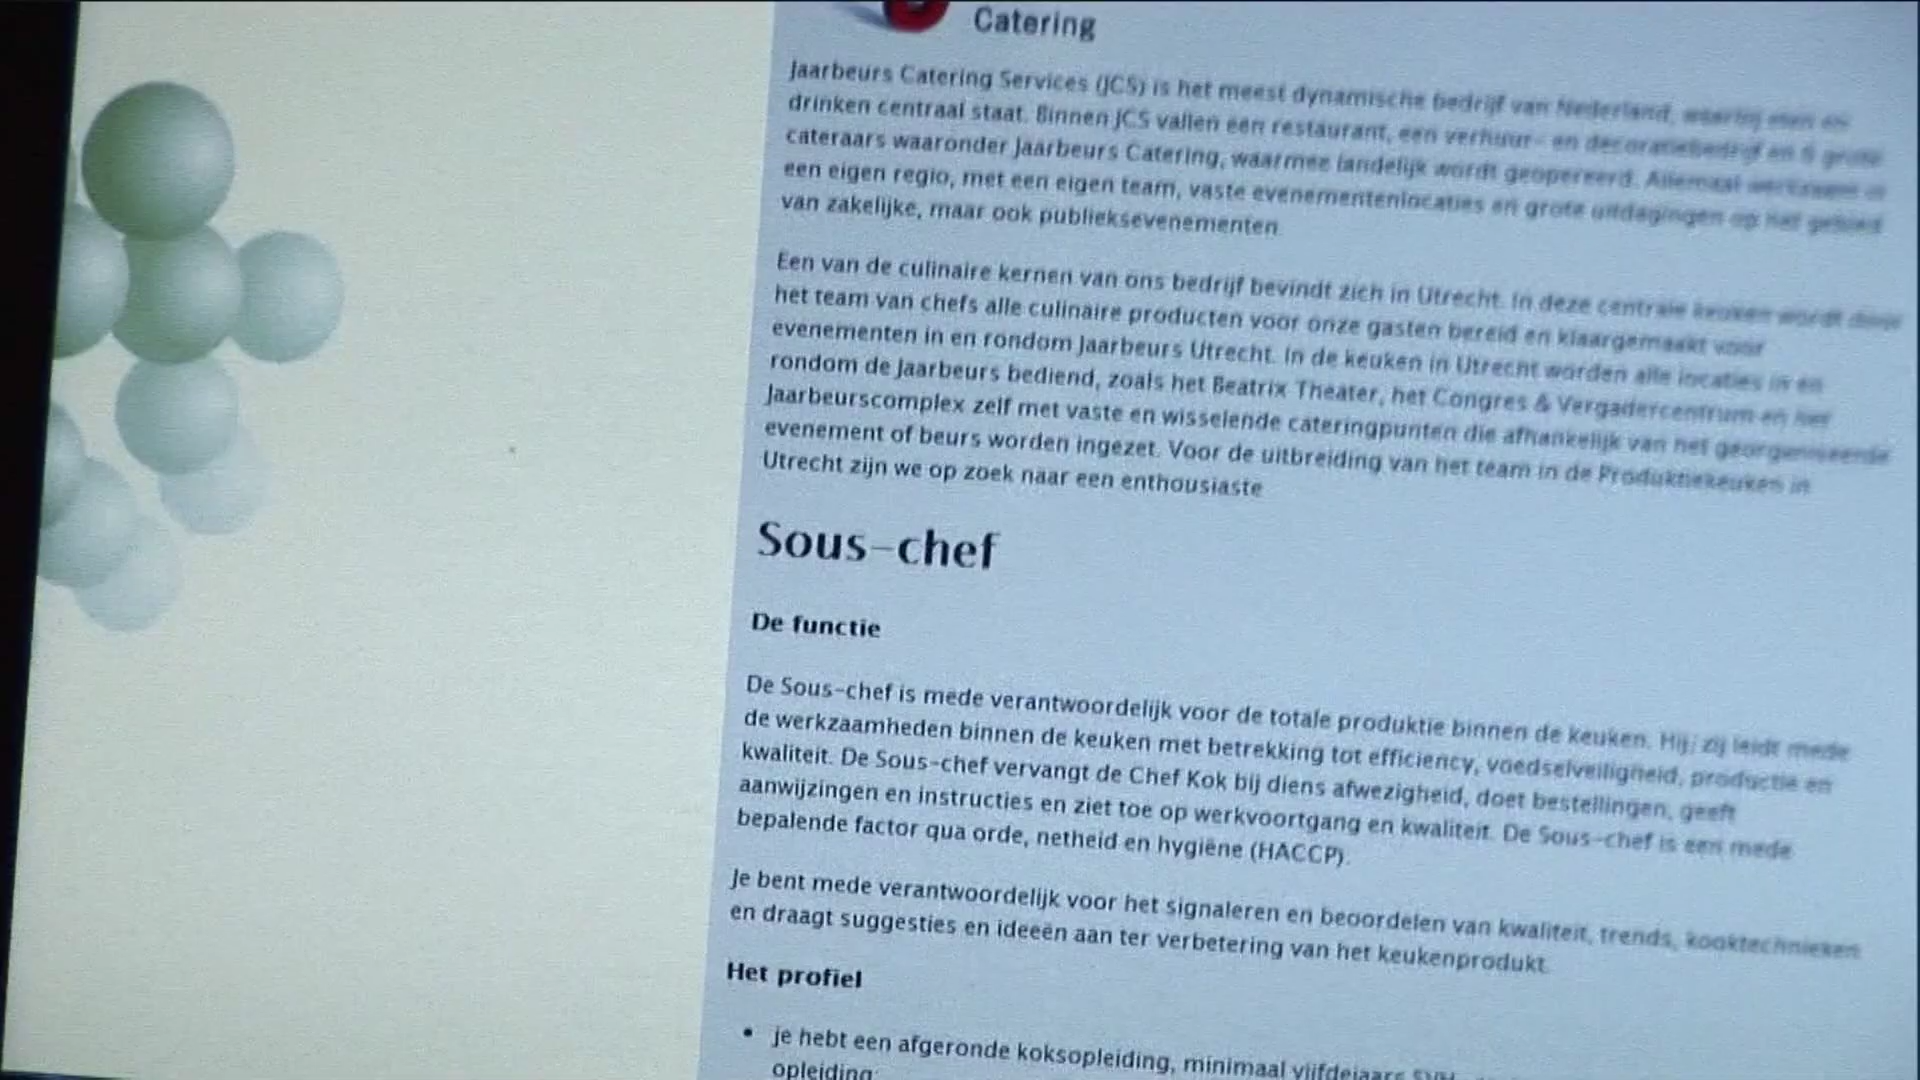 Catering
Jaarbeurs Catering Services (JCS) is het meest dynamische bedrijf van Nederland, waarbij eten en
drinken centraal staat. Binnen JCS vallen een restaurant, een verhuur- en decoratiebedrijf en 5 grote
cateraars waaronder Jaarbeurs Catering, waarmee landelijk wordt geopereerd. Allemaal werkzaam in
een eigen regio, met een eigen team, vaste evenementenlocaties en grote uitdagingen op het gebied
van zakelijke, maar ook publieksevenementen.
Een van de culinaire kernen van ons bedrijf bevindt zich in Utrecht. In deze centrale keuken wordt door
het team van chefs alle culinaire producten voor onze gasten bereid en klaargemaakt voor
evenementen in en rondom Jaarbeurs Utrecht. In de keuken in Utrecht worden alle locaties in en
rondom de Jaarbeurs bediend, zoals het Beatrix Theater, het Congres & Vergadercentrum en het
Jaarbeurscomplex zelf met vaste en wisselende cateringpunten die afhankelijk van het georganiseerde
evenement of beurs worden ingezet. Voor de uitbreiding van het team in de Produktiekeuken in
Utrecht zijn we op zoek naar een enthousiaste
Sous-chef
De functie
De Sous-chef is mede verantwoordelijk voor de totale produktie binnen de keuken. Hij/ zij leidt mede
de werkzaamheden binnen de keuken met betrekking tot efficiency, voedselveiligheid, productie en
kwaliteit. De Sous-chef vervangt de Chef Kok bij diens afwezigheid, doet bestellingen, geeft
aanwijzingen en instructies en ziet toe op werkvoortgang en kwaliteit. De Sous-chef is een mede
bepalende factor qua orde, netheid en hygiëne (HACCP).
Je bent mede verantwoordelijk voor het signaleren en beoordelen van kwaliteit, trends, kooktechnieken
en draagt suggesties en ideeën aan ter verbetering van het keukenprodukt.
Het profiel
• je hebt een afgeronde koksopleiding, minimaal vijfdejaars SVH
opleiding;